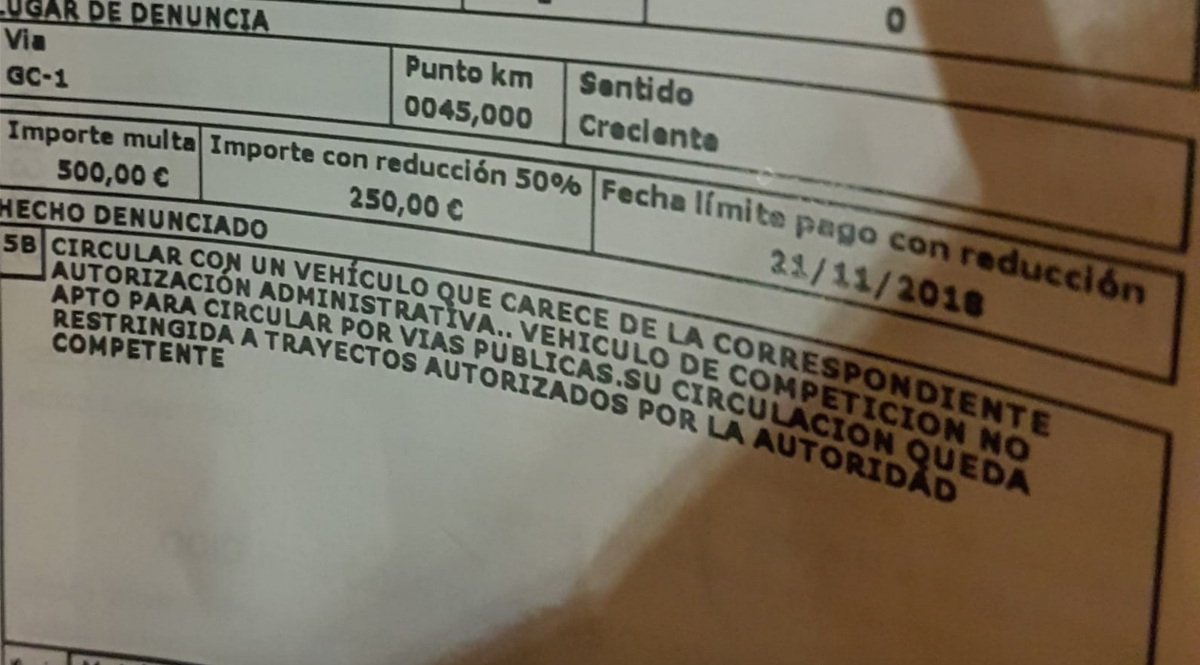 LUGAR DE DENUNCIA
0
Via
GC-1
Punto km
0045,000
Sentido
Creciente
Importe multa
500,00 €
Importe con reducción 50%
250,00 €
Fecha límite pago con reducción
21/11/2018
HECHO DENUNCIADO
5B
CIRCULAR CON UN VEHÍCULO QUE CARECE DE LA CORRESPONDIENTE
AUTORIZACIÓN ADMINISTRATIVA.. VEHICULO DE COMPETICION NO
APTO PARA CIRCULAR POR VIAS PUBLICAS.SU CIRCULACION QUEDA
RESTRINGIDA A TRAYECTOS AUTORIZADOS POR LA AUTORIDAD
COMPETENTE